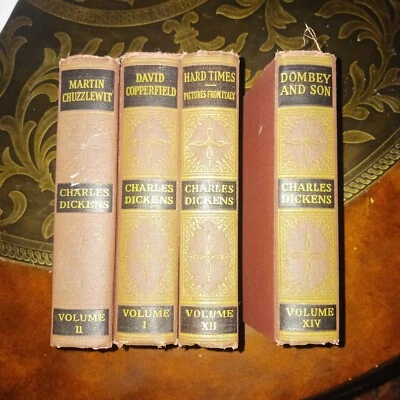 MARTIN
CHUZZLEWIT
CHARLES
DICKENS
VOLUME
II
DAVID
COPPERFIELD
CHARLES
DICKENS
VOLUME
I
HARD TIMES
PICTURES FROM ITALY
CHARLES
DICKENS
VOLUME
XII
DOMBEY
AND SON
CHARLES
DICKENS
VOLUME
XIV